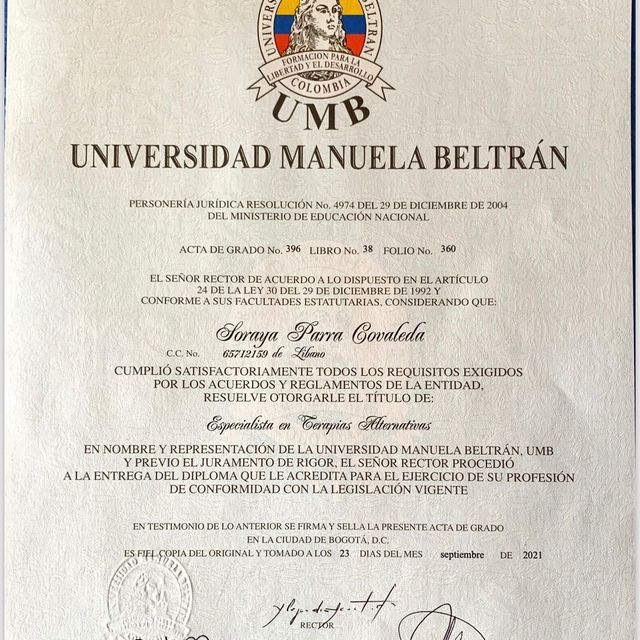 UNIVERSIDAD MANUELA BELTRAN
FORMACION PARA LA
LIBERTAD Y EL DESARROLLO
COLOMBIA
UMB
UNIVERSIDAD MANUELA BELTRÁN
PERSONERÍA JURÍDICA RESOLUCIÓN No. 4974 DEL 29 DE DICIEMBRE DE 2004
DEL MINISTERIO DE EDUCACIÓN NACIONAL
ACTA DE GRADO No. 396 LIBRO No. 38 FOLIO No. 360
EL SEÑOR RECTOR DE ACUERDO A LO DISPUESTO EN EL ARTÍCULO
24 DE LA LEY 30 DEL 29 DE DICIEMBRE DE 1992 Y
CONFORME A SUS FACULTADES ESTATUTARIAS, CONSIDERANDO QUE:
Soraya Parra Covaleda
C.C. No. 65712159 de Libano
CUMPLIÓ SATISFACTORIAMENTE TODOS LOS REQUISITOS EXIGIDOS
POR LOS ACUERDOS Y REGLAMENTOS DE LA ENTIDAD,
RESUELVE OTORGARLE EL TÍTULO DE:
Especialista en Terapias Alternativas
EN NOMBRE Y REPRESENTACIÓN DE LA UNIVERSIDAD MANUELA BELTRÁN, UMB
Y PREVIO EL JURAMENTO DE RIGOR, EL SEÑOR RECTOR PROCEDIÓ
A LA ENTREGA DEL DIPLOMA QUE LE ACREDITA PARA EL EJERCICIO DE SU PROFESIÓN
DE CONFORMIDAD CON LA LEGISLACIÓN VIGENTE
EN TESTIMONIO DE LO ANTERIOR SE FIRMA Y SELLA LA PRESENTE ACTA DE GRADO
EN LA CIUDAD DE BOGOTÁ, D.C.
ES FIEL COPIA DEL ORIGINAL Y TOMADO A LOS 23 DIAS DEL MES septiembre DE 2021
RECTOR